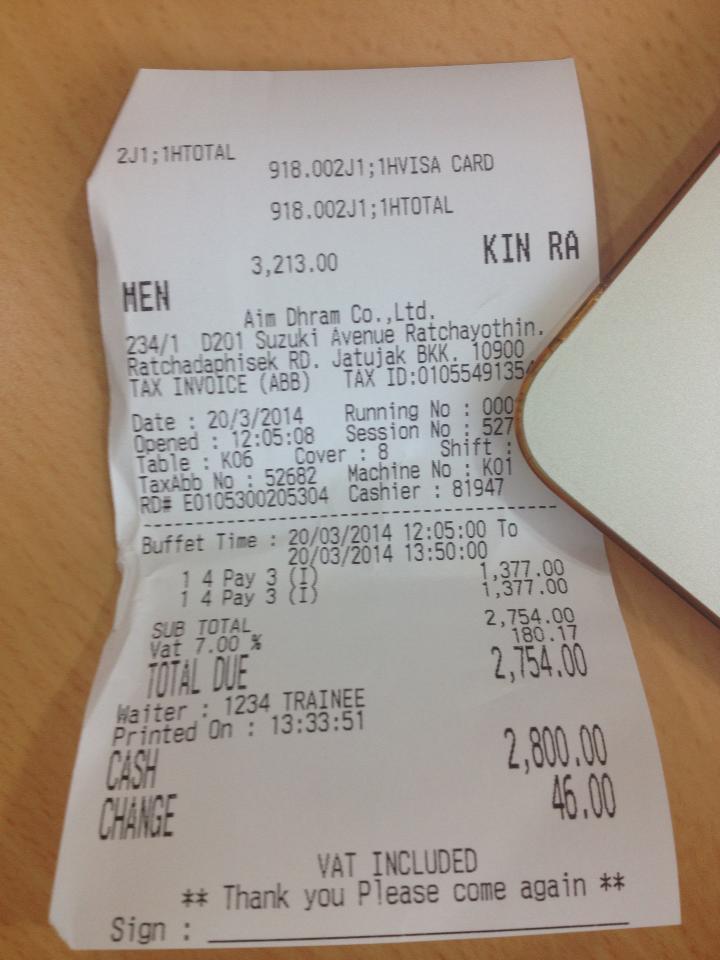 2J1;1HTOTAL
918.002J1;1HVISA CARD
918.002J1;1HTOTAL
3,213.00 KIN RA
MEN
Aim Dhram Co.,Ltd.
234/1 D201 Suzuki Avenue Ratchayothin.
Ratchadaphisek RD. Jatujak BKK. 10900
TAX INVOICE (ABB) TAX ID:0105549135
Date : 20/3/2014 Running No : 000
Opened : 12:05:08 Session No : 527
Table : K06 Cover : 8 Shift :
TaxAbb No : 52682 Machine No : K01
RD# E0105300205304 Cashier : 81947
Buffet Time : 20/03/2014 12:05:00 To
20/03/2014 13:50:00
1 4 Pay 3 (I) 1,377.00
1 4 Pay 3 (I) 1,377.00
SUB TOTAL 2,754.00
Vat 7.00 % 180.17
TOTAL DUE 2,754.00
Waiter : 1234 TRAINEE
Printed On : 13:33:51
CASH 2,800.00
CHANGE 46.00
VAT INCLUDED
** Thank you Please come again **
Sign :